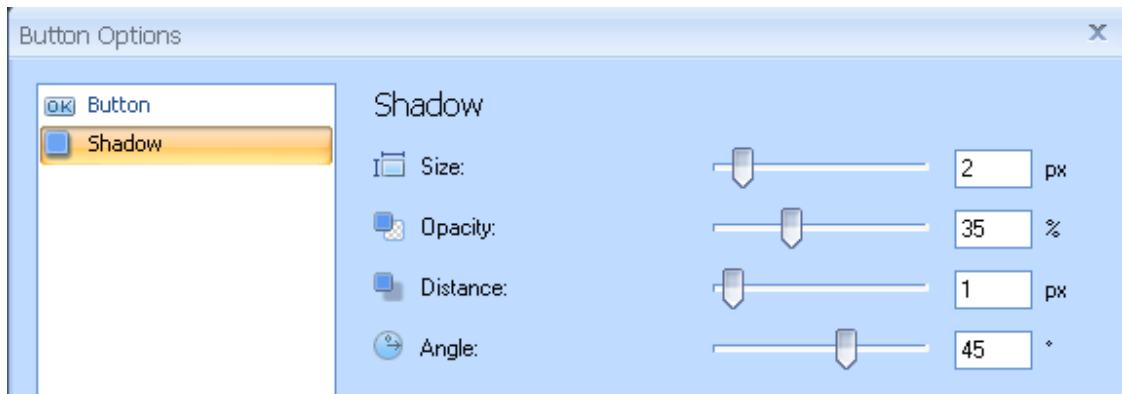 Button Options
x
OK Button
Shadow
Shadow
Size: 2 px
Opacity: 35 %
Distance: 1 px
Angle: 45 °